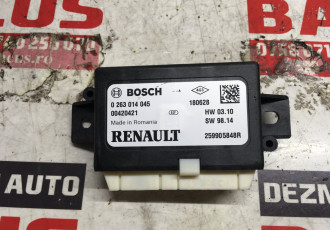 BOSCH
0 263 014 045
180628
00420421
HW 03.10
Made in Romania
SW 98.14
RENAULT
259905848R
AUTO
DEZM